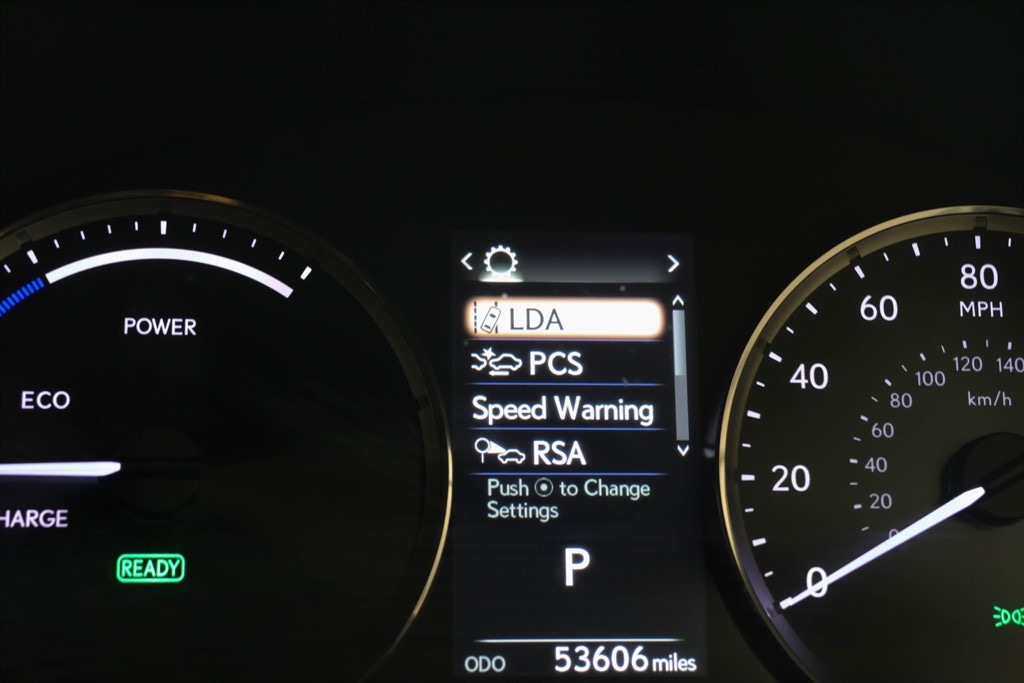 POWER
ECO
HARGE
READY
<
>
LDA
PCS
Speed Warning
RSA
Push to Change
Settings
P
ODO 53606 miles
80
MPH
60
40
20
0
140
120
100
80
km/h
60
40
20